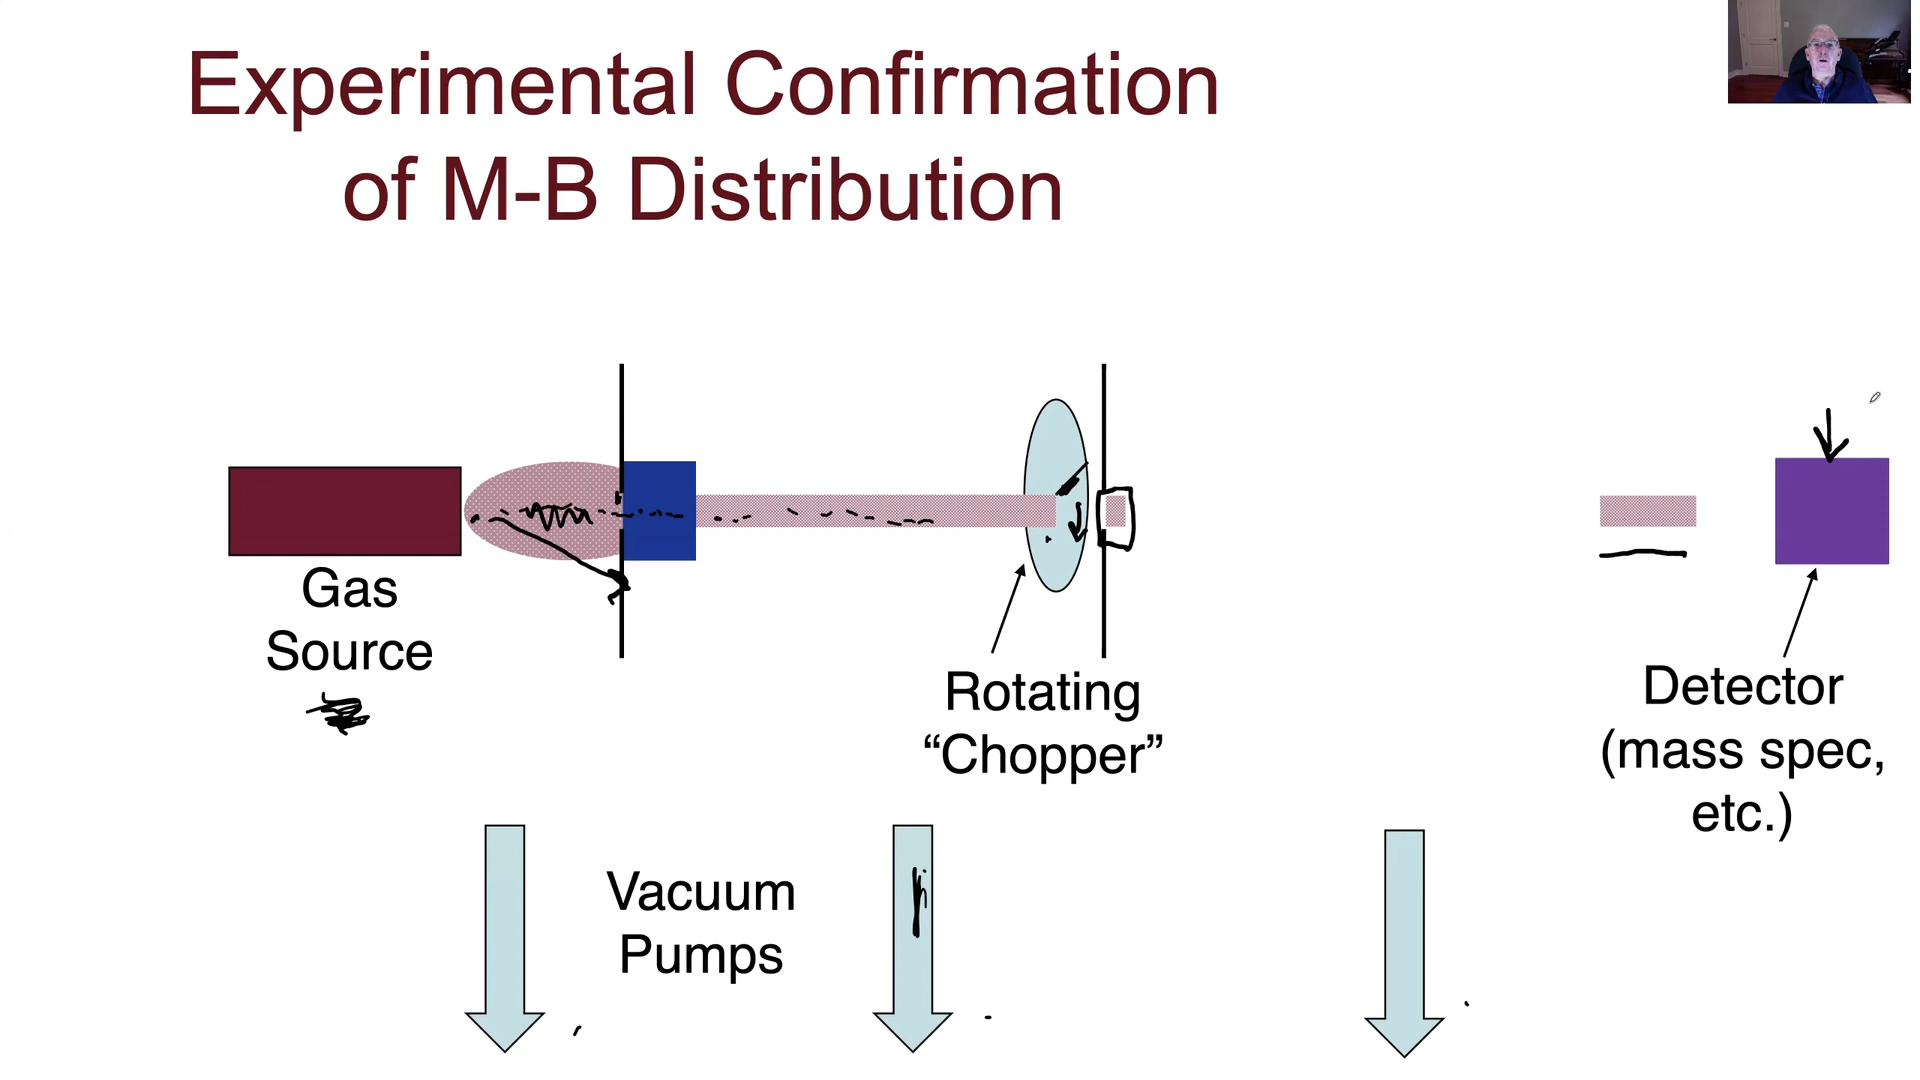 Experimental Confirmation
of M-B Distribution
Gas
Source
Rotating
“Chopper”
Detector
(mass spec,
etc.)
Vacuum
Pumps